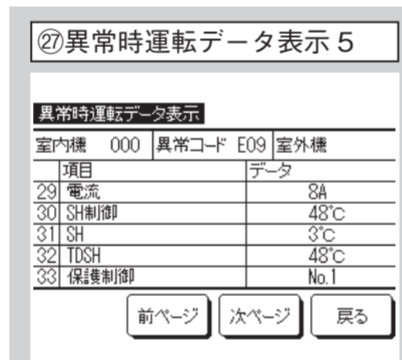 ㉗異常時運転データ表示5
異常時運転データ表示
室内機 000 異常コード E09 室外機
項目 データ
29 電流 8A
30 SH制御 48℃
31 SH 3℃
32 TDSH 48℃
33 保護制御 No.1
前ページ 次ページ 戻る